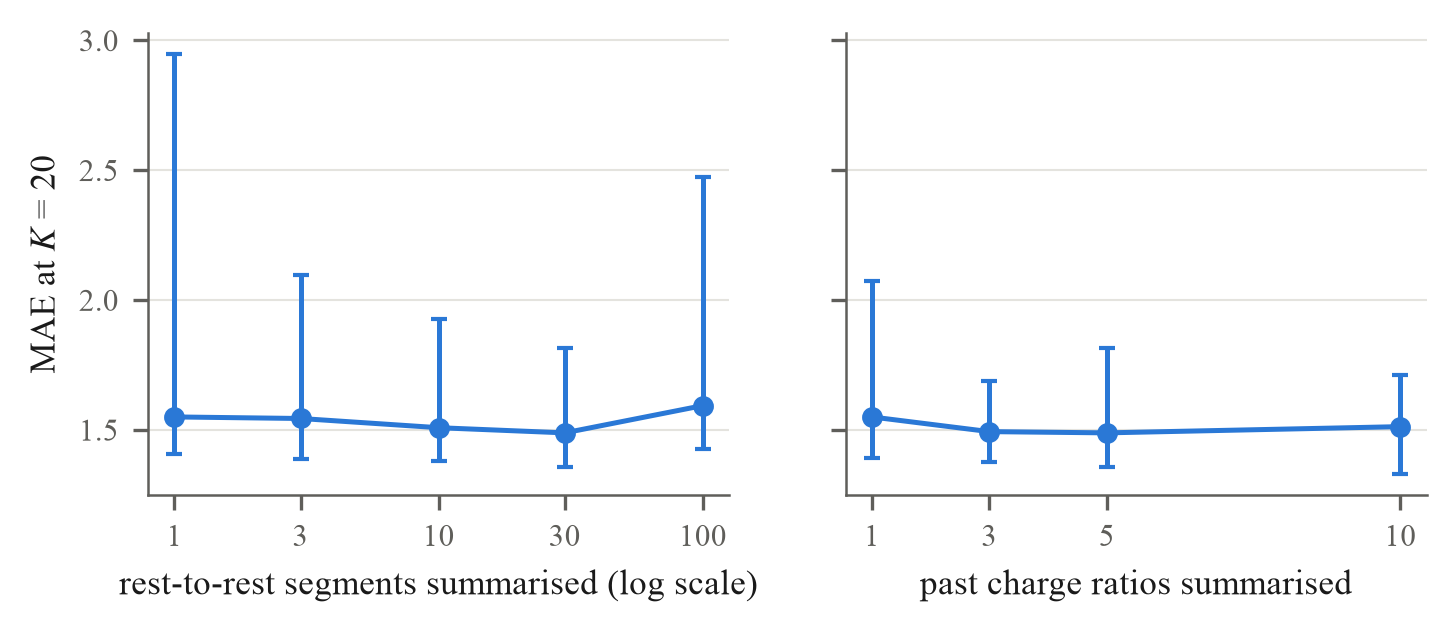 MAE at K = 20
3.0
2.5
2.0
1.5
1 3 10 30 100
rest-to-rest segments summarised (log scale)
1 3 5 10
past charge ratios summarised